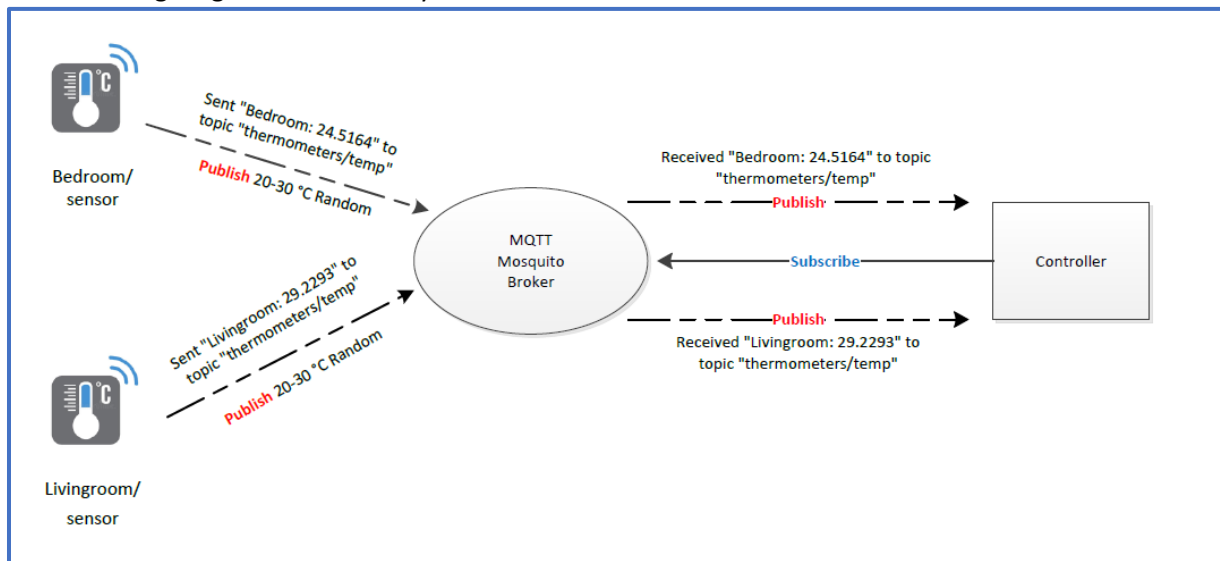 °C
Bedroom/
sensor
Sent "Bedroom: 24.5164" to
topic "thermometers/temp"
Publish 20-30 °C Random
°C
Livingroom/
sensor
Sent "Livingroom: 29.2293" to
topic "thermometers/temp"
Publish 20-30 °C Random
MQTT
Mosquito
Broker
Received "Bedroom: 24.5164" to topic
"thermometers/temp"
Publish
Subscribe
Publish
Received "Livingroom: 29.2293" to
topic "thermometers/temp"
Controller